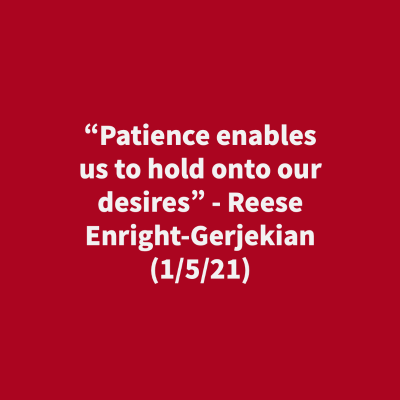 “Patience enables
us to hold onto our
desires” - Reese
Enright-Gerjekian
(1/5/21)